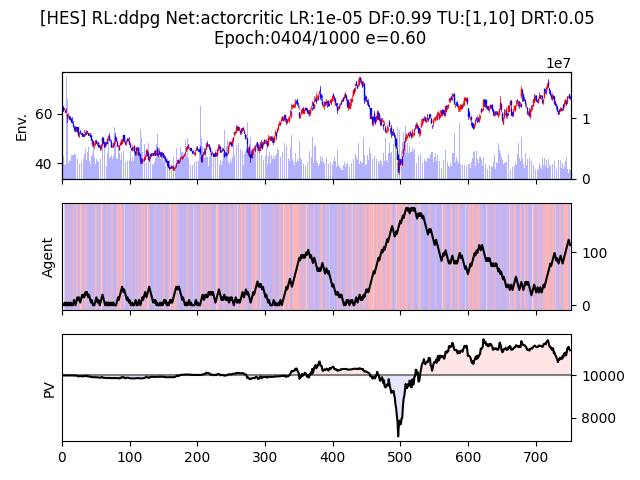 [HES] RL:ddpg Net:actorcritic LR:1e-05 DF:0.99 TU:[1,10] DRT:0.05
Epoch:0404/1000 e=0.60
1e7
Env.
60
40
1
0
Agent
100
0
PV
10000
8000
0
100
200
300
400
500
600
700